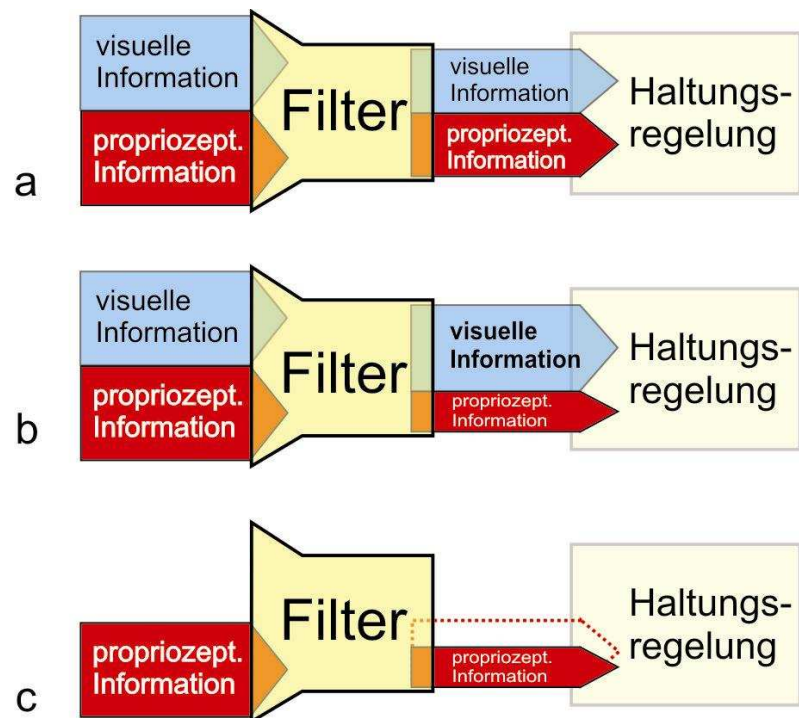 visuelle
Information
propriozept.
Information
Filter
visuelle
Information
propriozept.
Information
Haltungs-
regelung
a
visuelle
Information
propriozept.
Information
Filter
visuelle
Information
propriozept.
Information
Haltungs-
regelung
b
propriozept.
Information
Filter
propriozept.
Information
Haltungs-
regelung
c